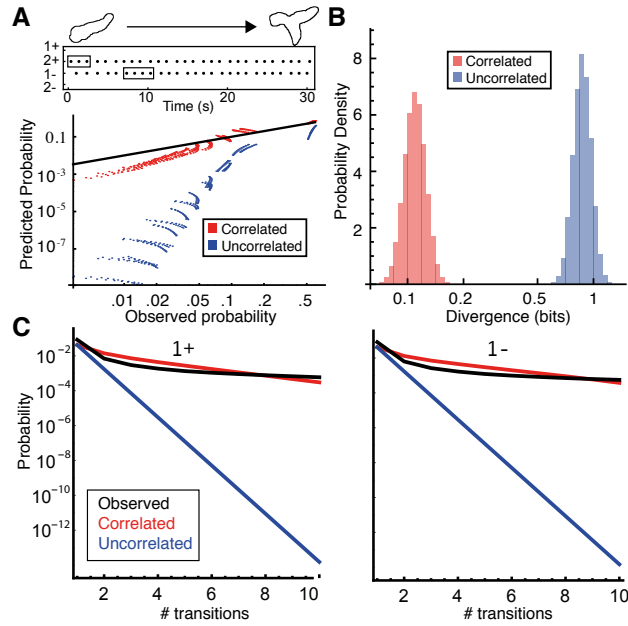 A
1+
2+
1-
2-
0
10
20
30
Time (s)
Predicted Probability
0.1
10⁻³
10⁻⁵
10⁻⁷
Correlated
Uncorrelated
.01
.02
.05
.1
.2
.5
Observed probability
B
Probability Density
8
6
4
2
Correlated
Uncorrelated
0.1
0.2
0.5
1
Divergence (bits)
C
1+
Probability
10⁻²
10⁻⁴
10⁻⁶
10⁻⁸
10⁻¹⁰
10⁻¹²
Observed
Correlated
Uncorrelated
2
4
6
8
10
# transitions
1-
2
4
6
8
10
# transitions